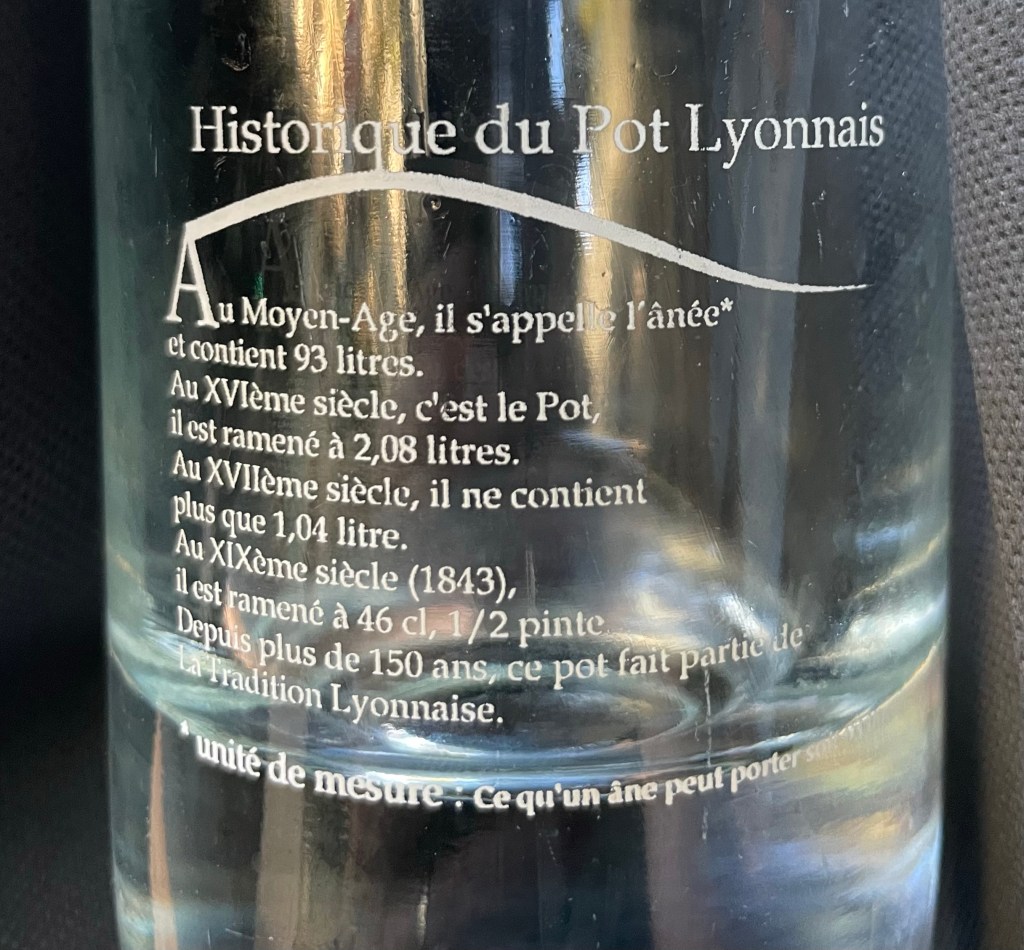 Historique du Pot Lyonnais
Au Moyen-Age, il s'appelle l'ânée*
et contient 93 litres.
Au XVIème siècle, c'est le Pot,
il est ramené à 2,08 litres.
Au XVIIème siècle, il ne contient
plus que 1,04 litre.
Au XIXème siècle (1843),
il est ramené à 46 cl, 1/2 pinte.
Depuis plus de 150 ans, ce pot fait partie de
La Tradition Lyonnaise.
* unité de mesure : Ce qu'un âne peut porter